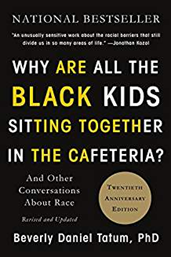 NATIONAL BESTSELLER
"An unusually sensitive work about the racial barriers that still
divide us in so many areas of life." —Jonathan Kozol
WHY ARE ALL THE
BLACK KIDS
SITTING TOGETHER
IN THE CAFETERIA?
And Other
Conversations
About Race
Revised and Updated
TWENTIETH
ANNIVERSARY
EDITION
Beverly Daniel Tatum, PhD